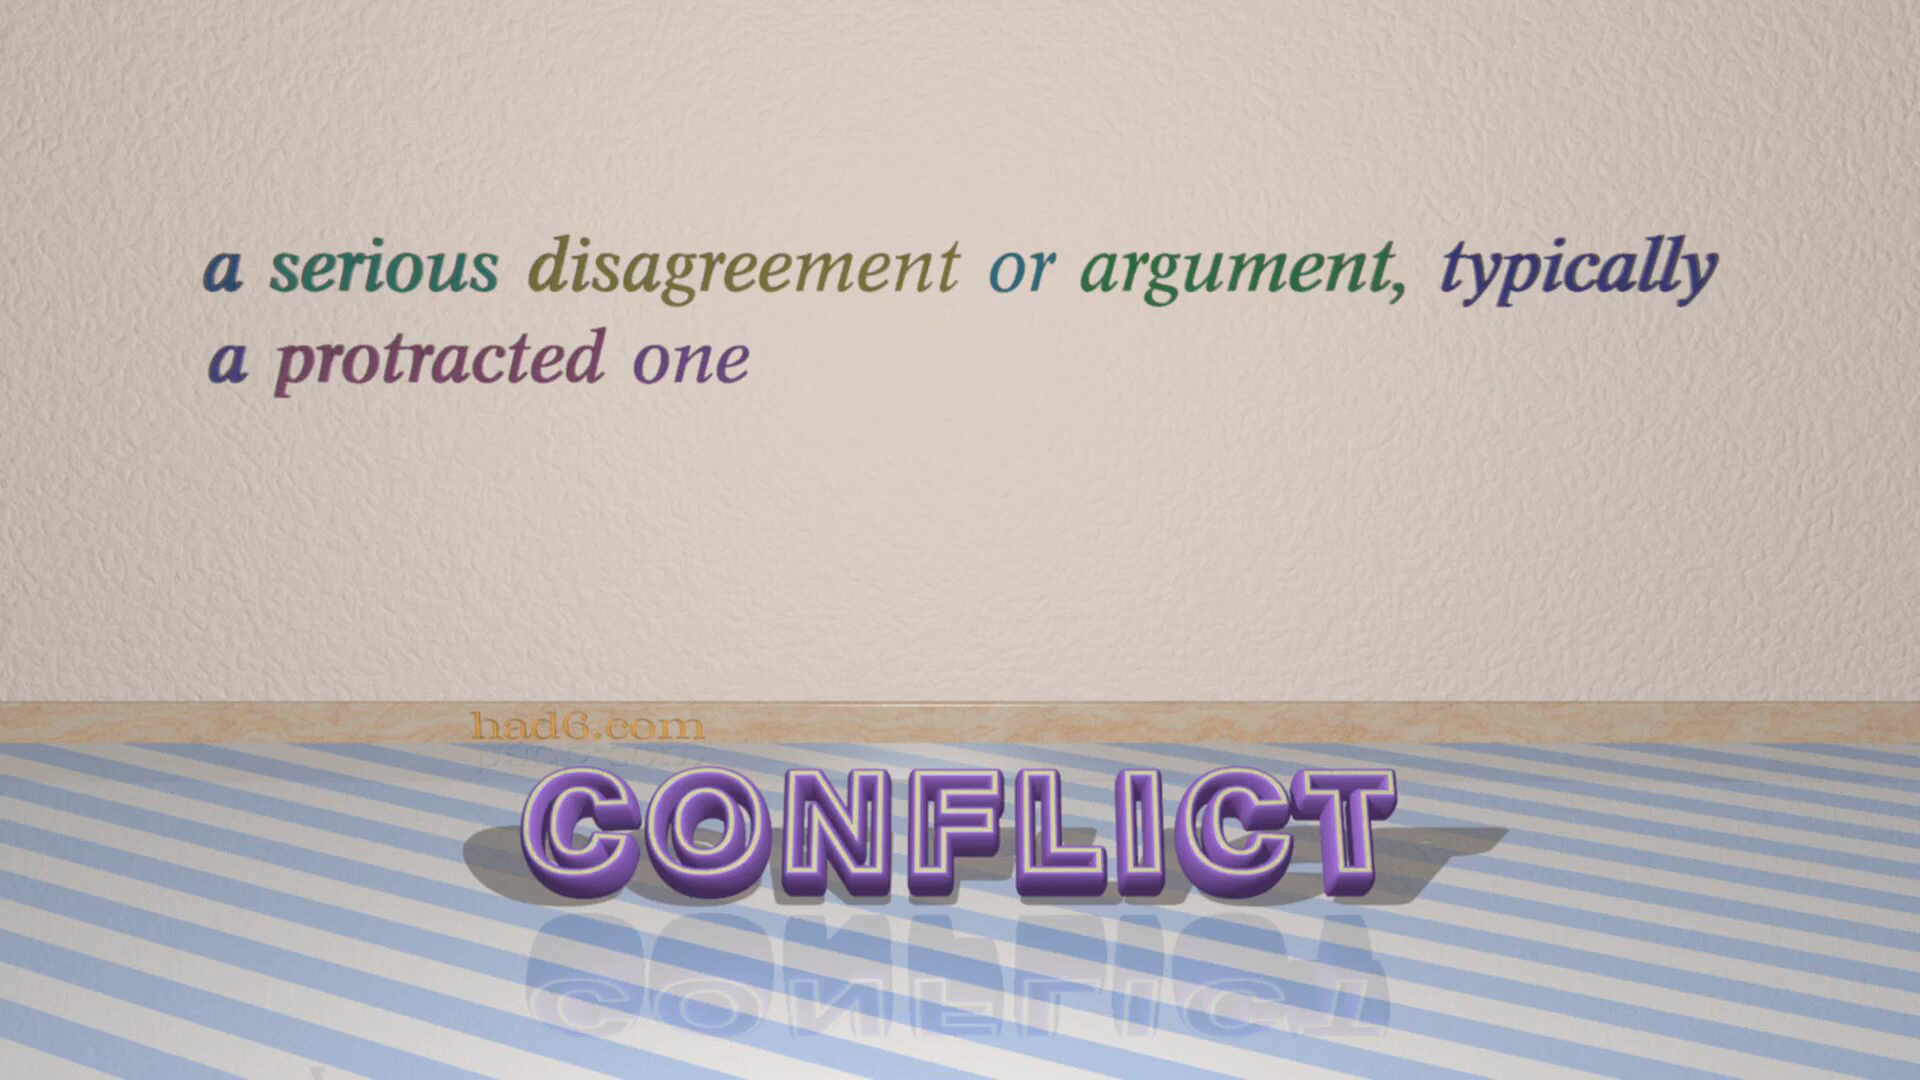 a serious disagreement or argument, typically
a protracted one
had6.com
CONFLICT